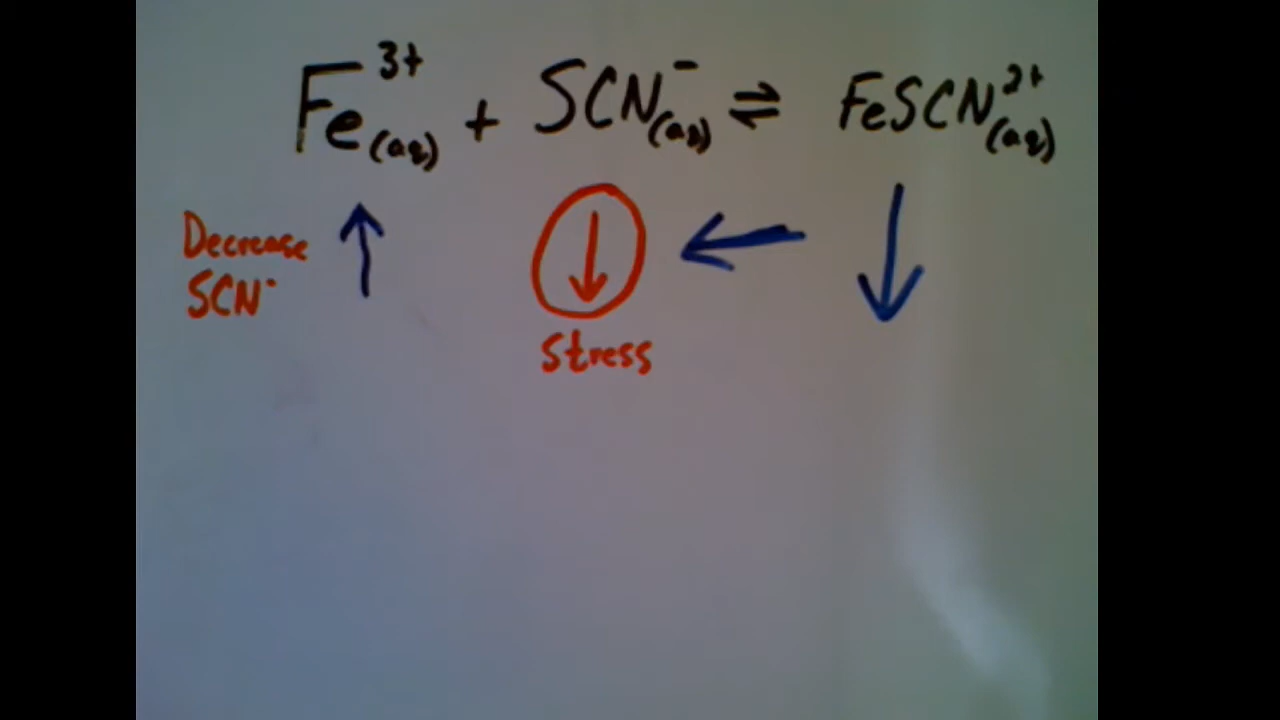 Fe³⁺(aq) + SCN⁻(aq) ⇌ FeSCN²⁺(aq)
Decrease
SCN⁻
↑ ↓ ← ↓
Stress